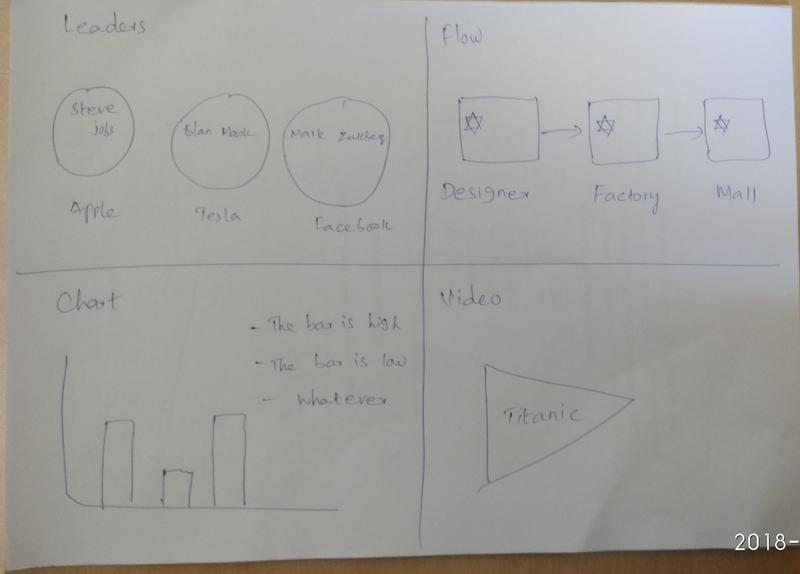 Leaders
Steve
jobs
Elan Mask
Mark Zukbeg
Apple
Tesla
Facebook
Flow
Designer
Factory
Mall
Chart
- The bar is high
- The bar is low
- whatever
Video
Titanic
2018-